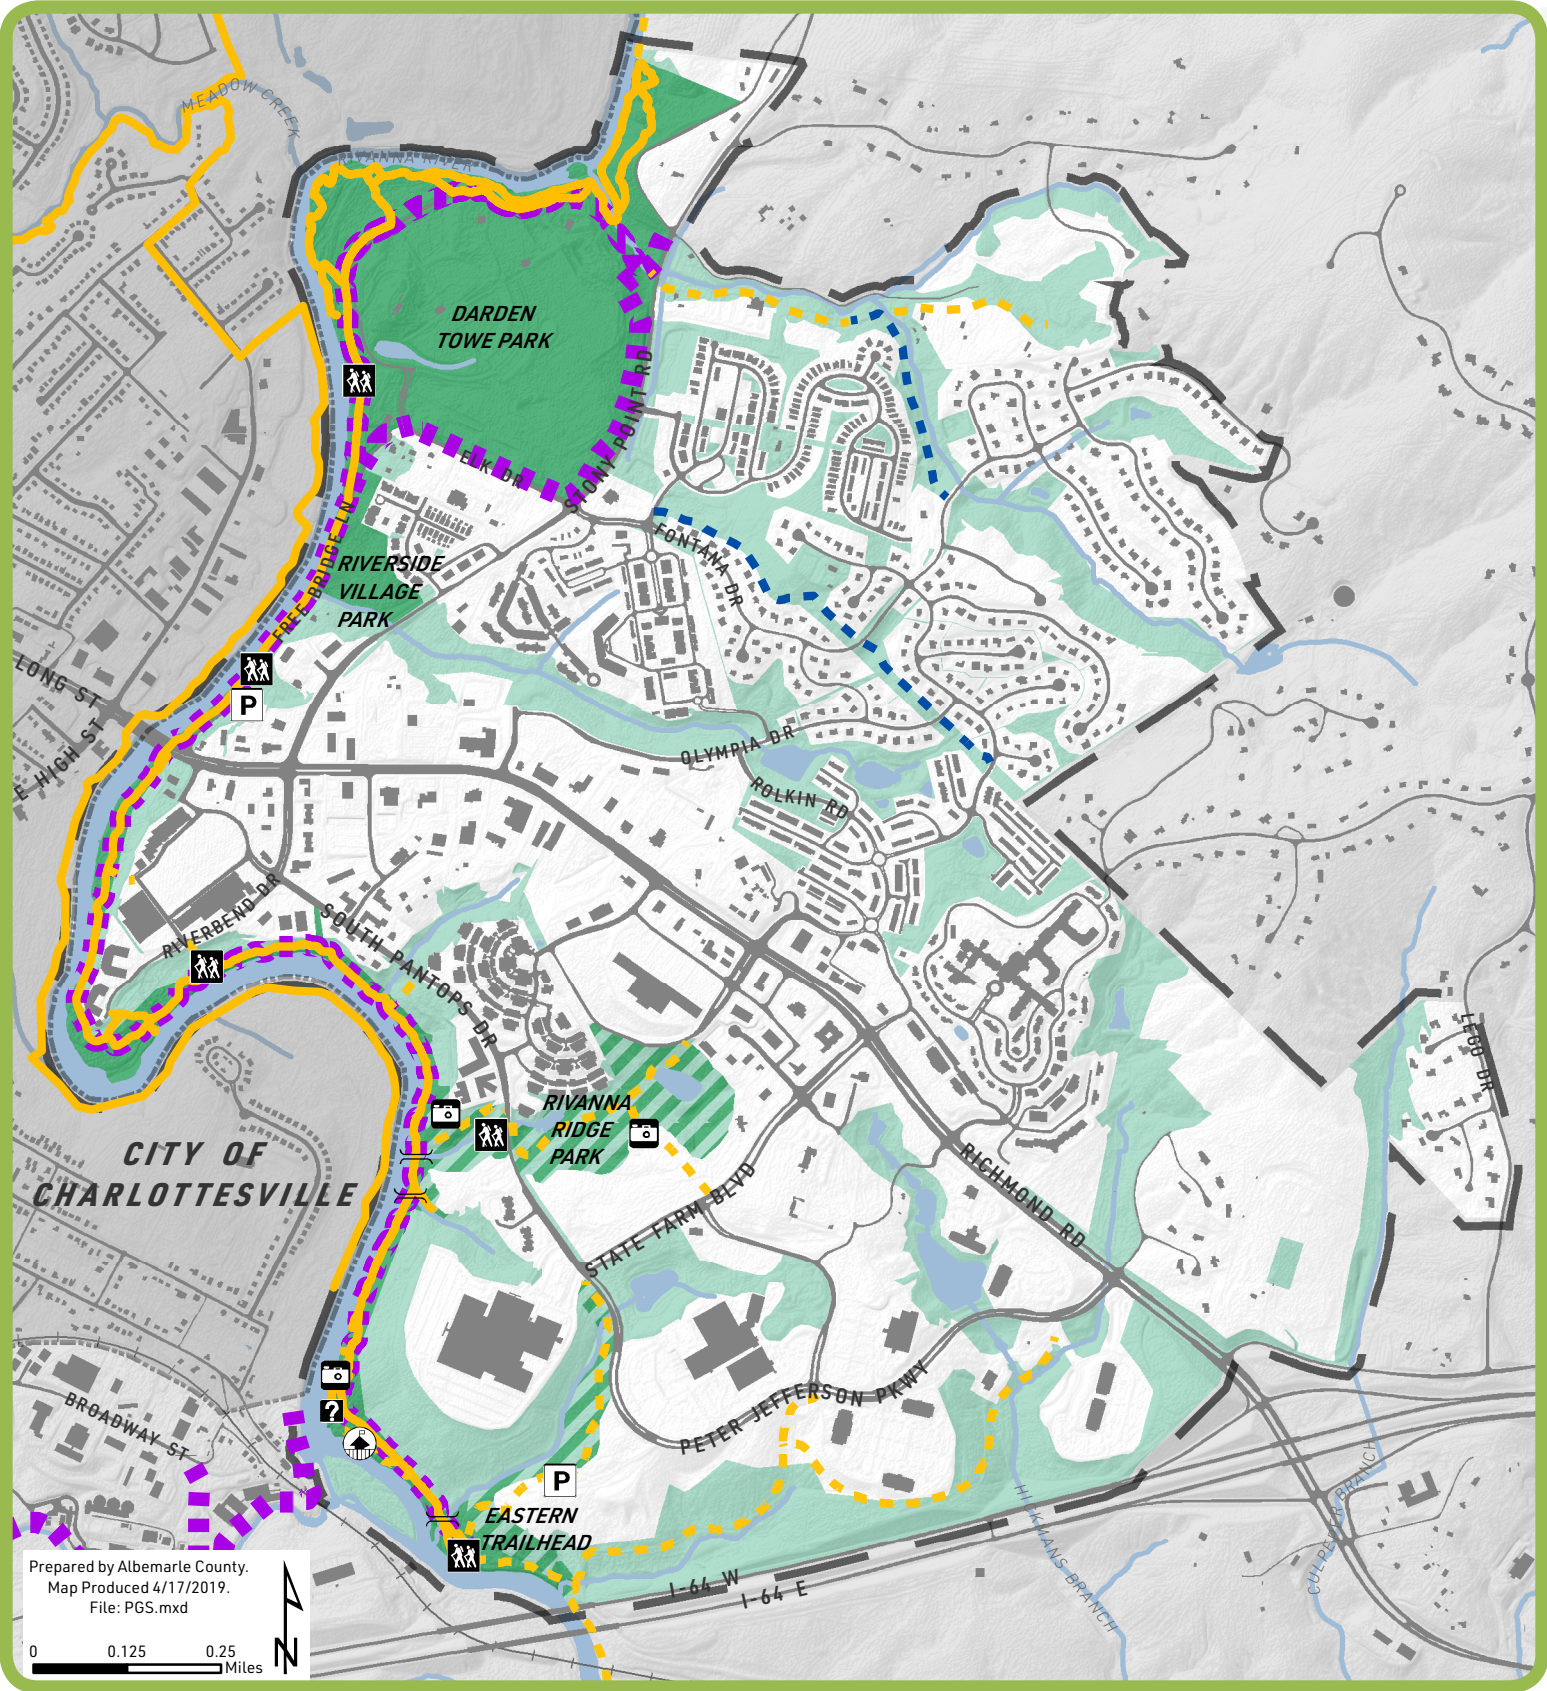 MEADOW CREEK
RIVANNA RIVER
DARDEN
TOWE PARK
STONY POINT RD
ELK DR
FREE BRIDGE LN
RIVERSIDE
VILLAGE
PARK
FONTANA DR
LONG ST
E HIGH ST
P
OLYMPIA DR
ROLKIN RD
RIVERBEND DR
SOUTH PANTOPS DR
LEGO DR
RIVANNA
RIDGE
PARK
CITY OF
CHARLOTTESVILLE
STATE FARM BLVD
RICHMOND RD
PETER JEFFERSON PKWY
BROADWAY ST
?
P
EASTERN
TRAILHEAD
I-64 W
I-64 E
HICKMANS BRANCH
CULPEPER BRANCH
Prepared by Albemarle County.
Map Produced 4/17/2019.
File: PGS.mxd
0 0.125 0.25
Miles
N